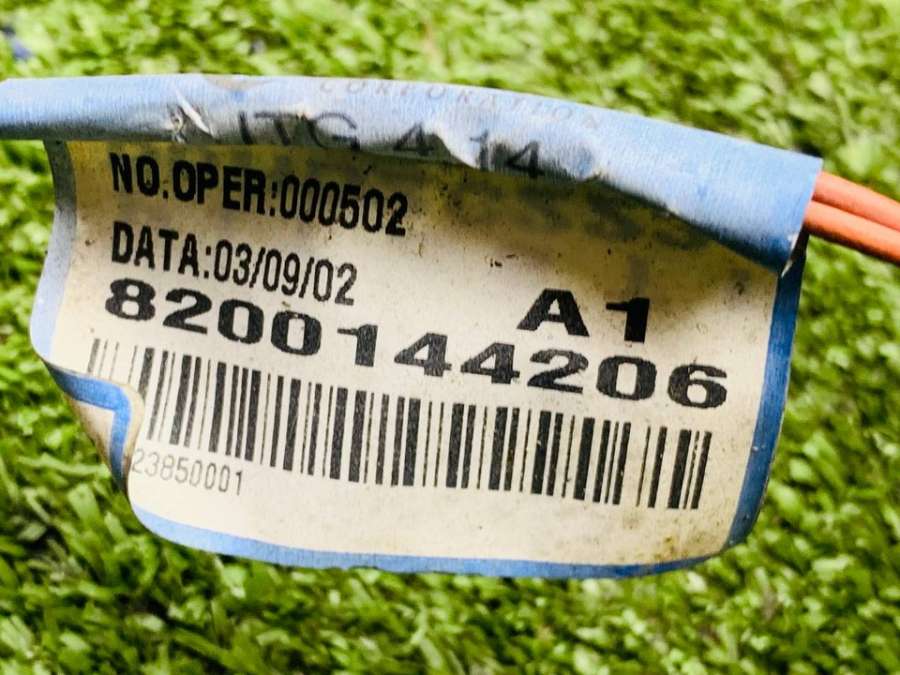 CORPORATION
ITG 4 14
NO.OPER:000502
DATA:03/09/02
A1
8200144206
23850001